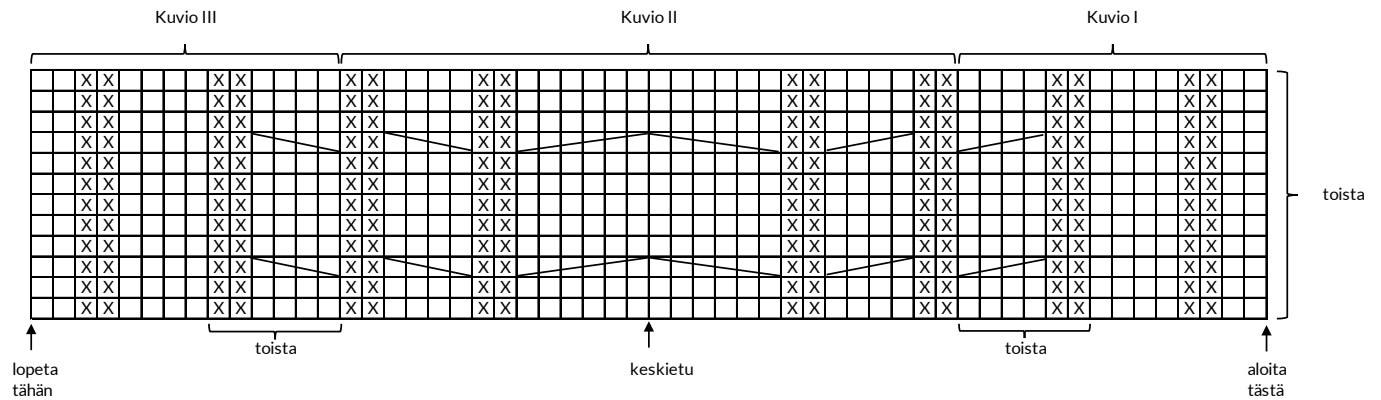 Kuvio III Kuvio II Kuvio I
X X X X X X X X X X X X X X X X
X X X X X X X X X X X X X X X X
X X X X X X X X X X X X X X X X
X X X X X X X X X X X X X X X X
X X X X X X X X X X X X X X X X
X X X X X X X X X X X X X X X X
X X X X X X X X X X X X X X X X
X X X X X X X X X X X X X X X X
X X X X X X X X X X X X X X X X
X X X X X X X X X X X X X X X X
X X X X X X X X X X X X X X X X
X X X X X X X X X X X X X X X X
toista
toista toista
lopeta
tähän
keskietu
aloita
tästä